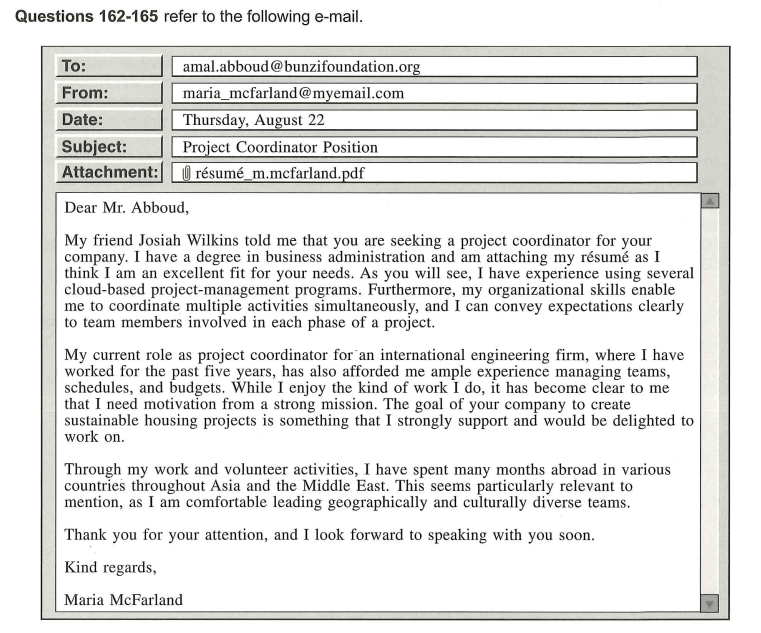 Questions 162-165 refer to the following e-mail.
To: amal.abboud@bunzifoundation.org
From: maria_mcfarland@myemail.com
Date: Thursday, August 22
Subject: Project Coordinator Position
Attachment: résumé_m.mcfarland.pdf
Dear Mr. Abboud,
My friend Josiah Wilkins told me that you are seeking a project coordinator for your
company. I have a degree in business administration and am attaching my résumé as I
think I am an excellent fit for your needs. As you will see, I have experience using several
cloud-based project-management programs. Furthermore, my organizational skills enable
me to coordinate multiple activities simultaneously, and I can convey expectations clearly
to team members involved in each phase of a project.
My current role as project coordinator for an international engineering firm, where I have
worked for the past five years, has also afforded me ample experience managing teams,
schedules, and budgets. While I enjoy the kind of work I do, it has become clear to me
that I need motivation from a strong mission. The goal of your company to create
sustainable housing projects is something that I strongly support and would be delighted to
work on.
Through my work and volunteer activities, I have spent many months abroad in various
countries throughout Asia and the Middle East. This seems particularly relevant to
mention, as I am comfortable leading geographically and culturally diverse teams.
Thank you for your attention, and I look forward to speaking with you soon.
Kind regards,
Maria McFarland